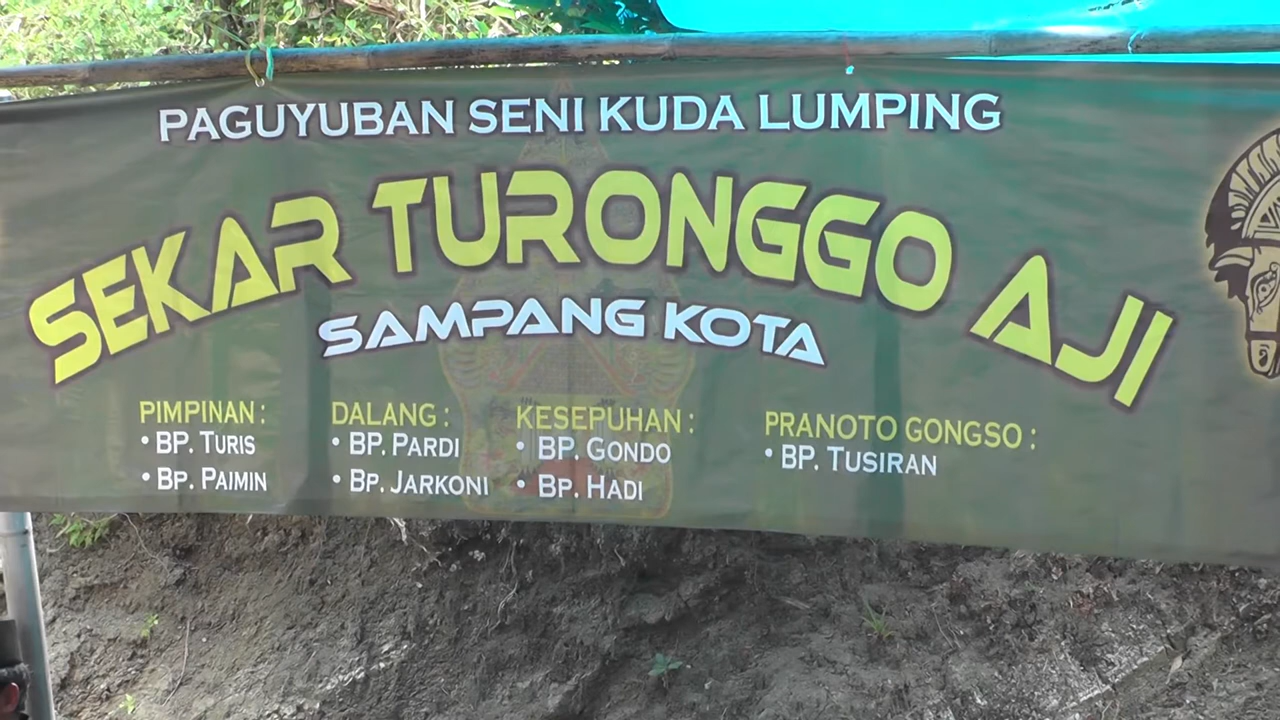 PAGUYUBAN SENI KUDA LUMPING
SEKAR TURONGGO AJI
SAMPANG KOTA
PIMPINAN :
• BP. TURIS
• BP. PAIMIN
DALANG :
• BP. PARDI
• BP. JARKONI
KESEPUHAN :
• BP. GONDO
• BP. HADI
PRANOTO GONGSO :
• BP. TUSIRAN